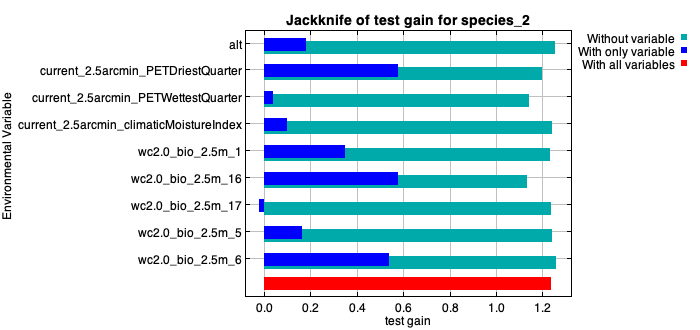 Jackknife of test gain for species_2
Environmental Variable
alt
current_2.5arcmin_PETDriestQuarter
current_2.5arcmin_PETWettestQuarter
current_2.5arcmin_climaticMoistureIndex
wc2.0_bio_2.5m_1
wc2.0_bio_2.5m_16
wc2.0_bio_2.5m_17
wc2.0_bio_2.5m_5
wc2.0_bio_2.5m_6
0.0 0.2 0.4 0.6 0.8 1.0 1.2
test gain
Without variable
With only variable
With all variables